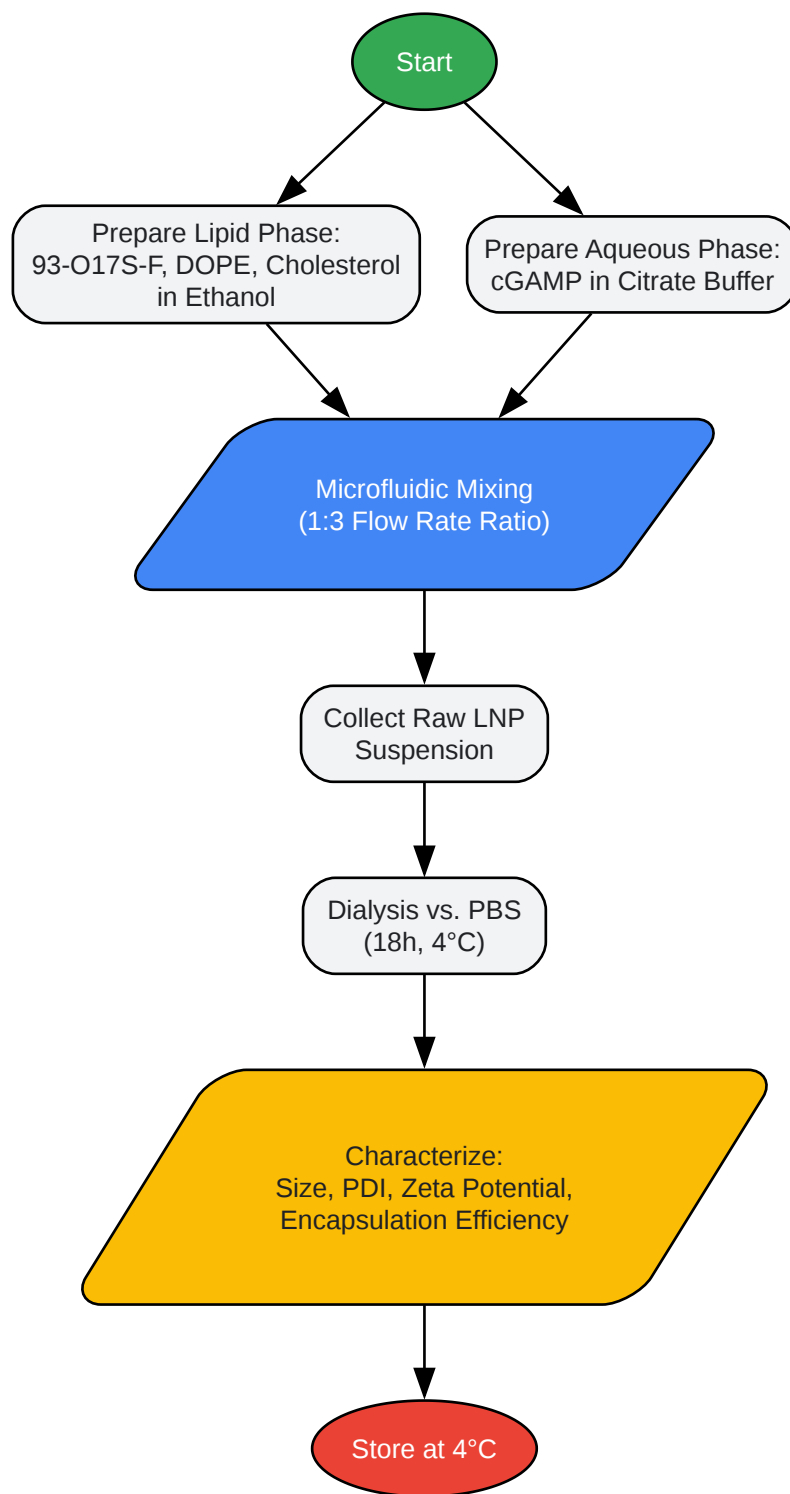 Start
Prepare Lipid Phase:
93-O17S-F, DOPE, Cholesterol
in Ethanol
Prepare Aqueous Phase:
cGAMP in Citrate Buffer
Microfluidic Mixing
(1:3 Flow Rate Ratio)
Collect Raw LNP
Suspension
Dialysis vs. PBS
(18h, 4°C)
Characterize:
Size, PDI, Zeta Potential,
Encapsulation Efficiency
Store at 4°C